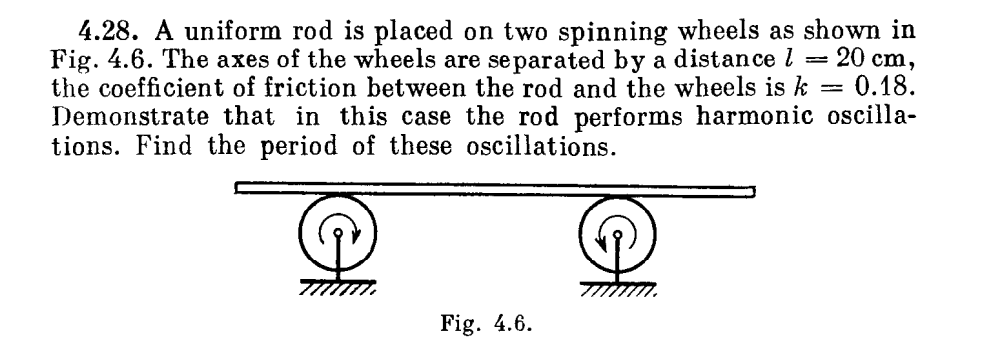 4.28. A uniform rod is placed on two spinning wheels as shown in
Fig. 4.6. The axes of the wheels are separated by a distance l = 20 cm,
the coefficient of friction between the rod and the wheels is k = 0.18.
Demonstrate that in this case the rod performs harmonic oscilla-
tions. Find the period of these oscillations.
Fig. 4.6.